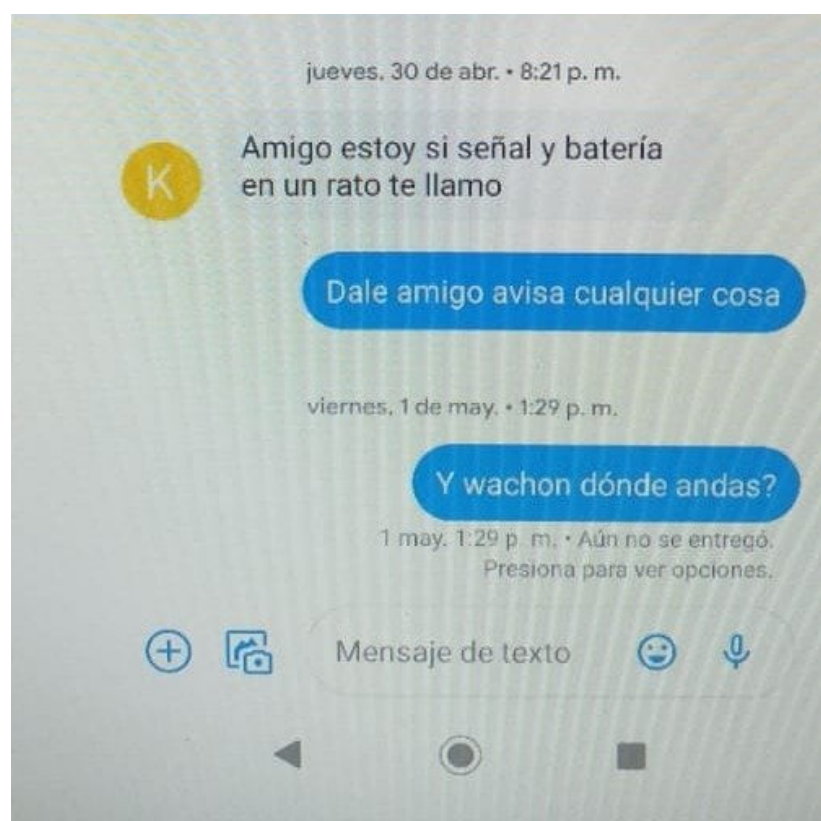 jueves, 30 de abr. • 8:21 p. m.
K
Amigo estoy si señal y batería
en un rato te llamo
Dale amigo avisa cualquier cosa
viernes, 1 de may. • 1:29 p. m.
Y wachon dónde andas?
1 may. 1:29 p. m. • Aún no se entregó.
Presiona para ver opciones.
Mensaje de texto